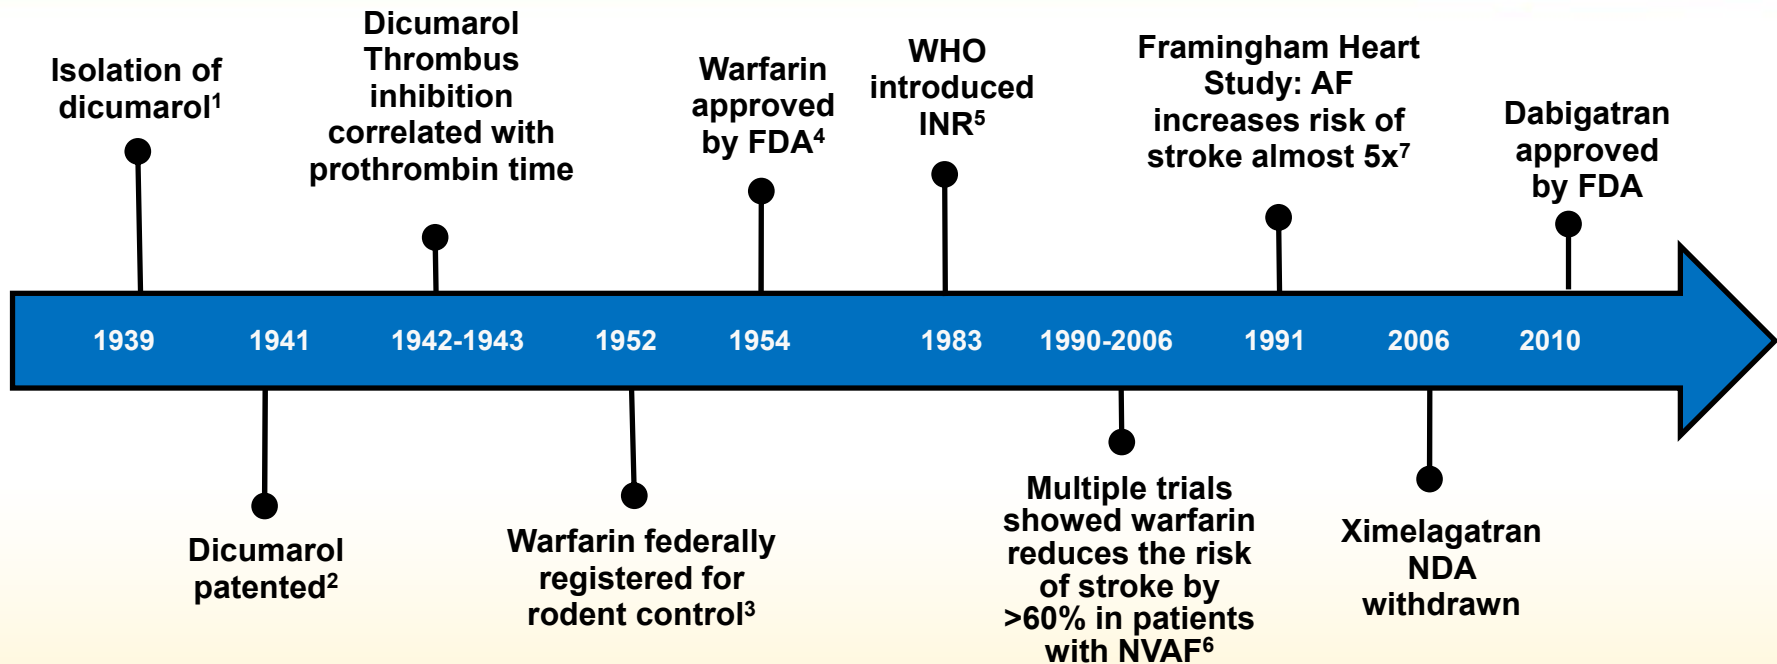 Isolation of
dicumarol¹
Dicumarol
Thrombus
inhibition
correlated with
prothrombin time
Warfarin
approved
by FDA⁴
WHO
introduced
INR⁵
Framingham Heart
Study: AF
increases risk of
stroke almost 5x⁷
Dabigatran
approved
by FDA
1939
1941
1942-1943
1952
1954
1983
1990-2006
1991
2006
2010
Dicumarol
patented²
Warfarin federally
registered for
rodent control³
Multiple trials
showed warfarin
reduces the risk
of stroke by
>60% in patients
with NVAF⁶
Ximelagatran
NDA
withdrawn